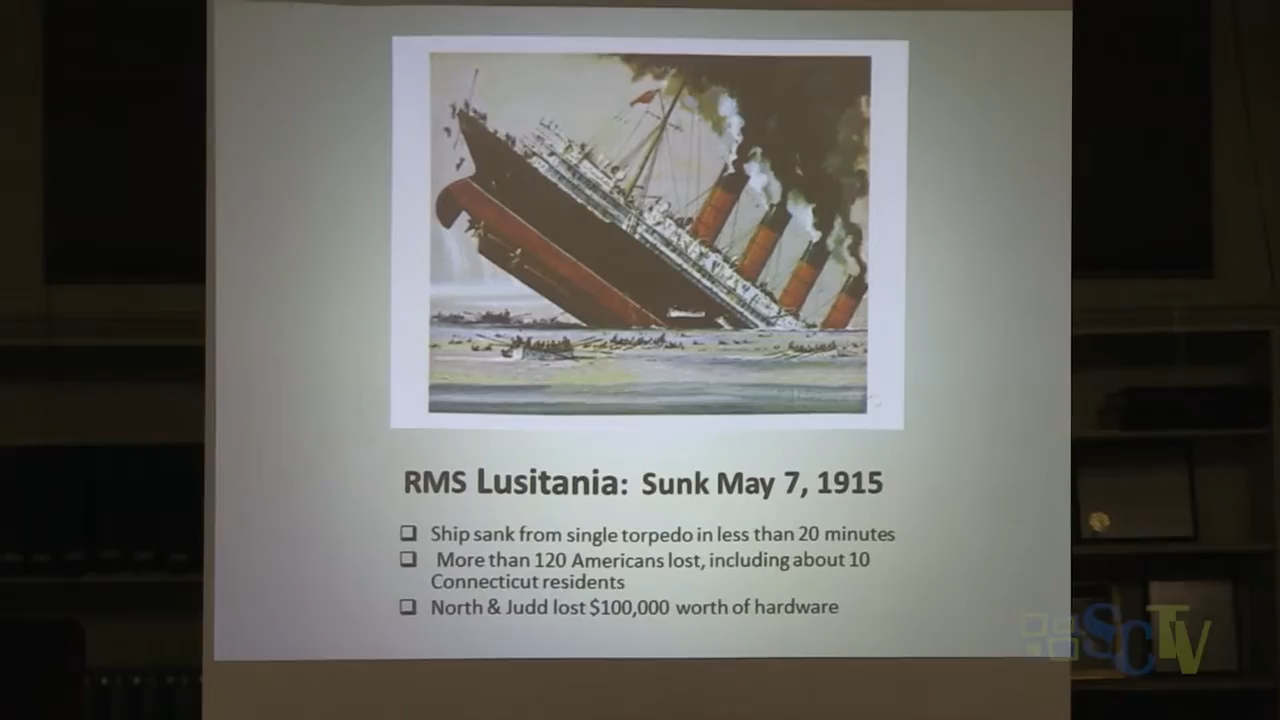 RMS Lusitania: Sunk May 7, 1915
❑ Ship sank from single torpedo in less than 20 minutes
❑ More than 120 Americans lost, including about 10
Connecticut residents
❑ North & Judd lost $100,000 worth of hardware
SCTV